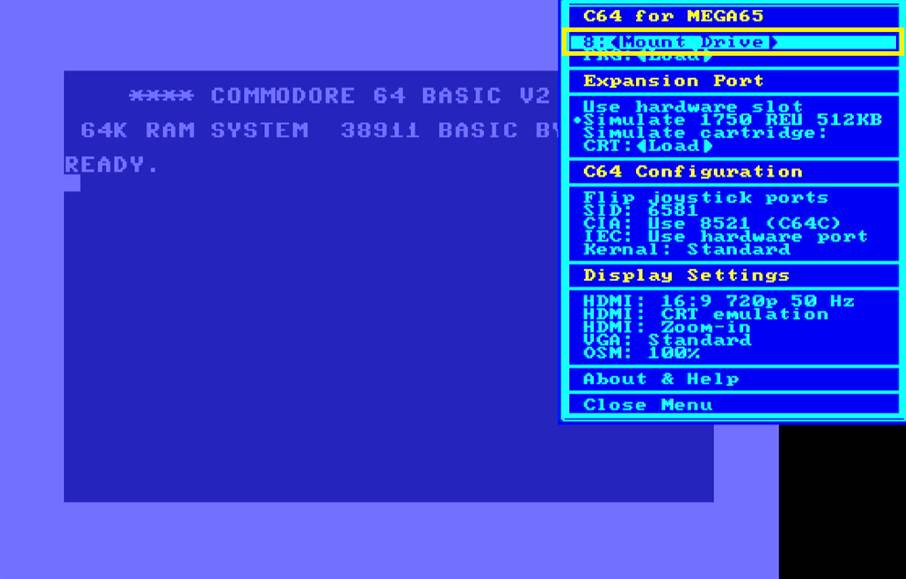 **** COMMODORE 64 BASIC V2
64K RAM SYSTEM 38911 BASIC BY
READY.
C64 for MEGA65
8:◀Mount Drive▶
PRG:◀Load▶
Expansion Port
Use hardware slot
•Simulate 1750 REU 512KB
Simulate cartridge:
CRT:◀Load▶
C64 Configuration
Flip joystick ports
SID: 6581
CIA: Use 8521 (C64C)
IEC: Use hardware port
Kernal: Standard
Display Settings
HDMI: 16:9 720p 50 Hz
HDMI: CRT emulation
HDMI: Zoom-in
VGA: Standard
OSM: 100%
About & Help
Close Menu